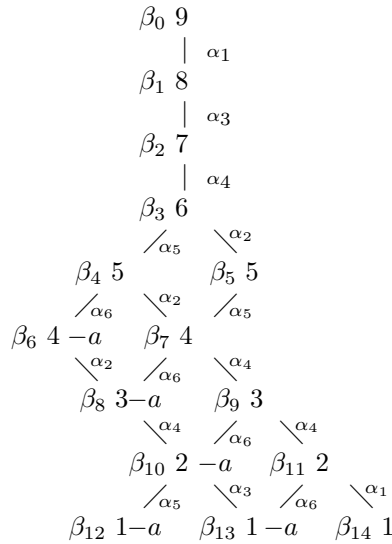 β₀ 9
α₁
β₁ 8
α₃
β₂ 7
α₄
β₃ 6
α₅ α₂
β₄ 5 β₅ 5
α₆ α₂ α₅
β₆ 4 −a β₇ 4
α₂ α₆ α₄
β₈ 3−a β₉ 3
α₄ α₆ α₄
β₁₀ 2 −a β₁₁ 2
α₅ α₃ α₆ α₁
β₁₂ 1−a β₁₃ 1 −a β₁₄ 1